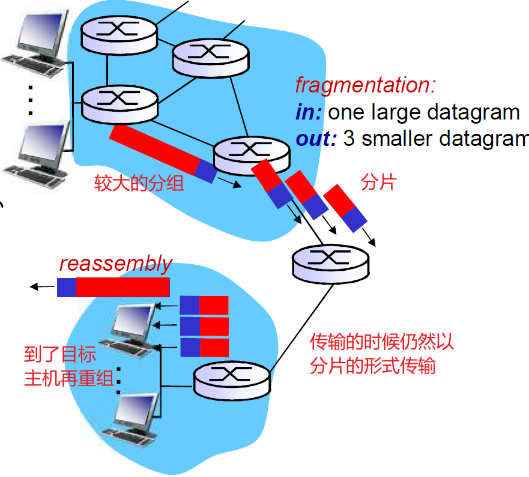 fragmentation:
in: one large datagram
out: 3 smaller datagram
较大的分组
分片
reassembly
到了目标
主机再重组
传输的时候仍然以
分片的形式传输